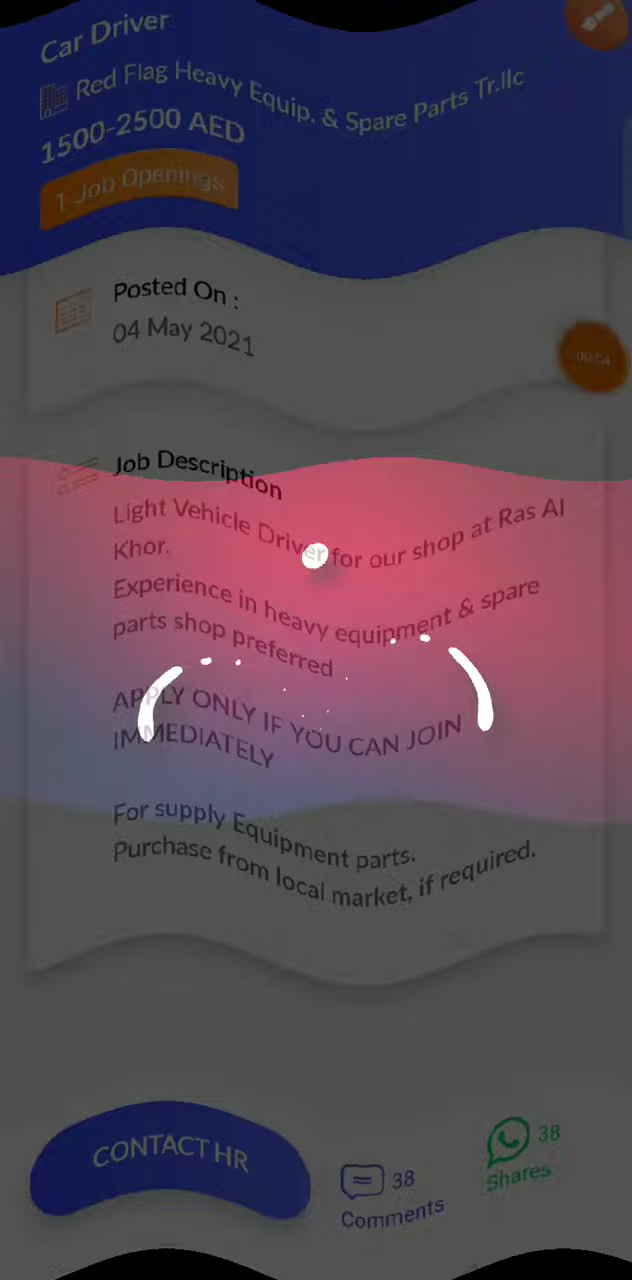 Car Driver
Red Flag Heavy Equip. & Spare Parts Tr.llc
1500-2500 AED
Job Openings
Posted On :
04 May 2021
00:04
Job Description
Light Vehicle Driver for our shop at Ras Al
Khor.
Experience in heavy equipment & spare
parts shop preferred
APPLY ONLY IF YOU CAN JOIN
IMMEDIATELY
For supply Equipment parts.
Purchase from local market, if required.
CONTACT HR
38
Comments
38
Shares